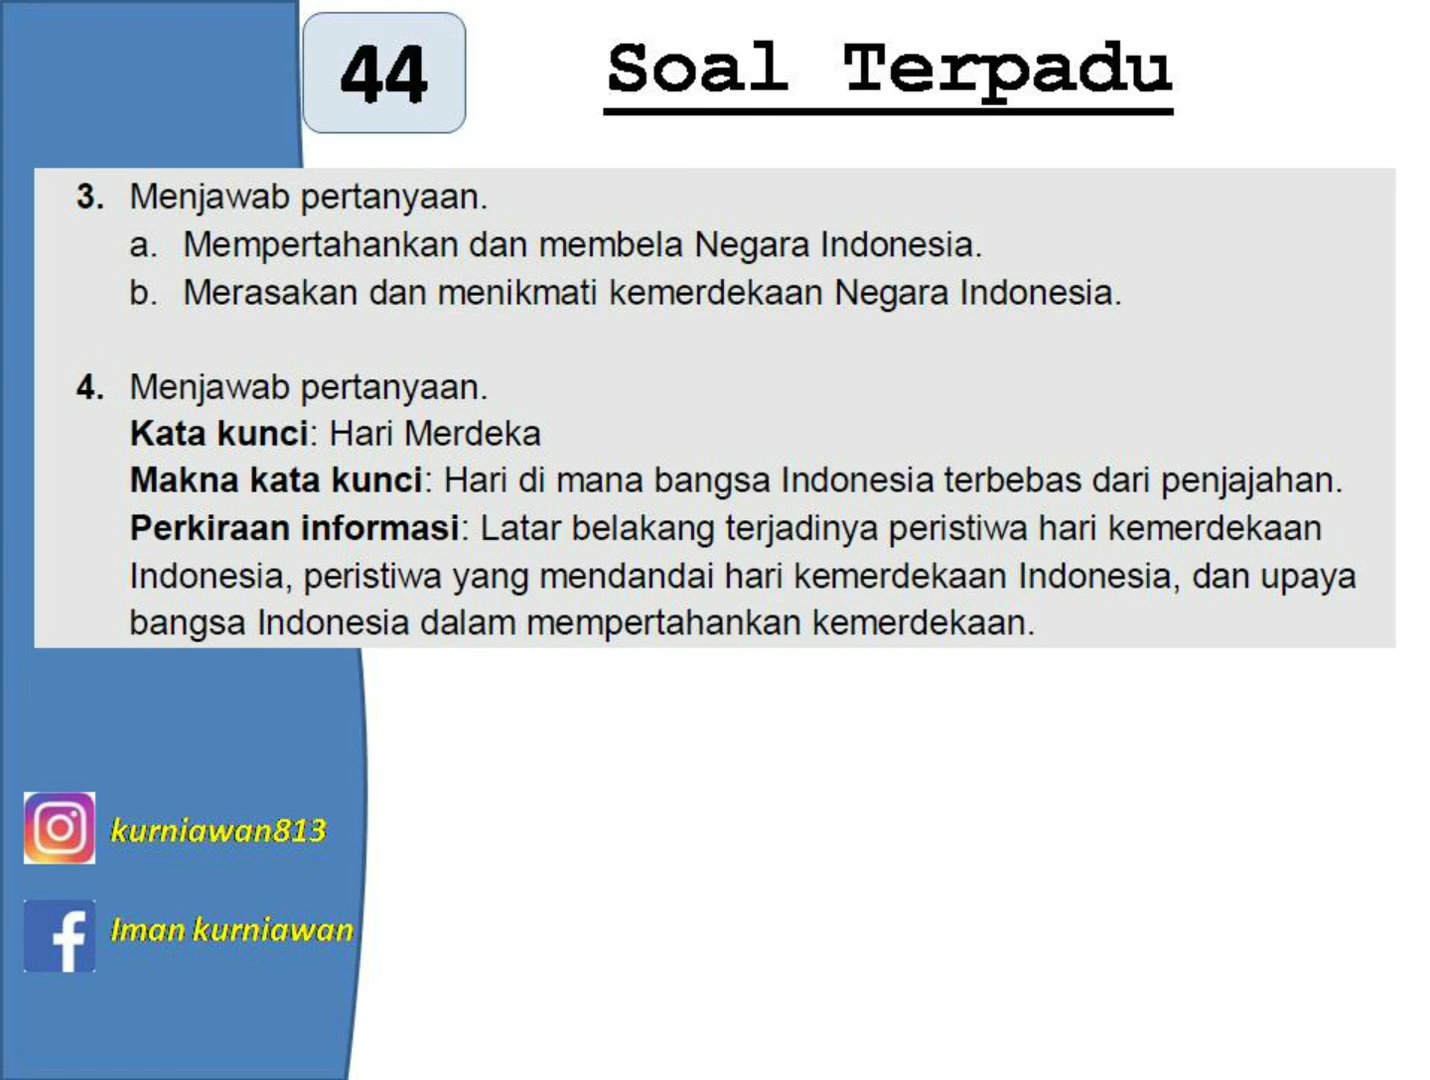 44
Soal Terpadu
3. Menjawab pertanyaan.
a. Mempertahankan dan membela Negara Indonesia.
b. Merasakan dan menikmati kemerdekaan Negara Indonesia.
4. Menjawab pertanyaan.
Kata kunci: Hari Merdeka
Makna kata kunci: Hari di mana bangsa Indonesia terbebas dari penjajahan.
Perkiraan informasi: Latar belakang terjadinya peristiwa hari kemerdekaan
Indonesia, peristiwa yang mendandai hari kemerdekaan Indonesia, dan upaya
bangsa Indonesia dalam mempertahankan kemerdekaan.
kurniawan813
Iman kurniawan